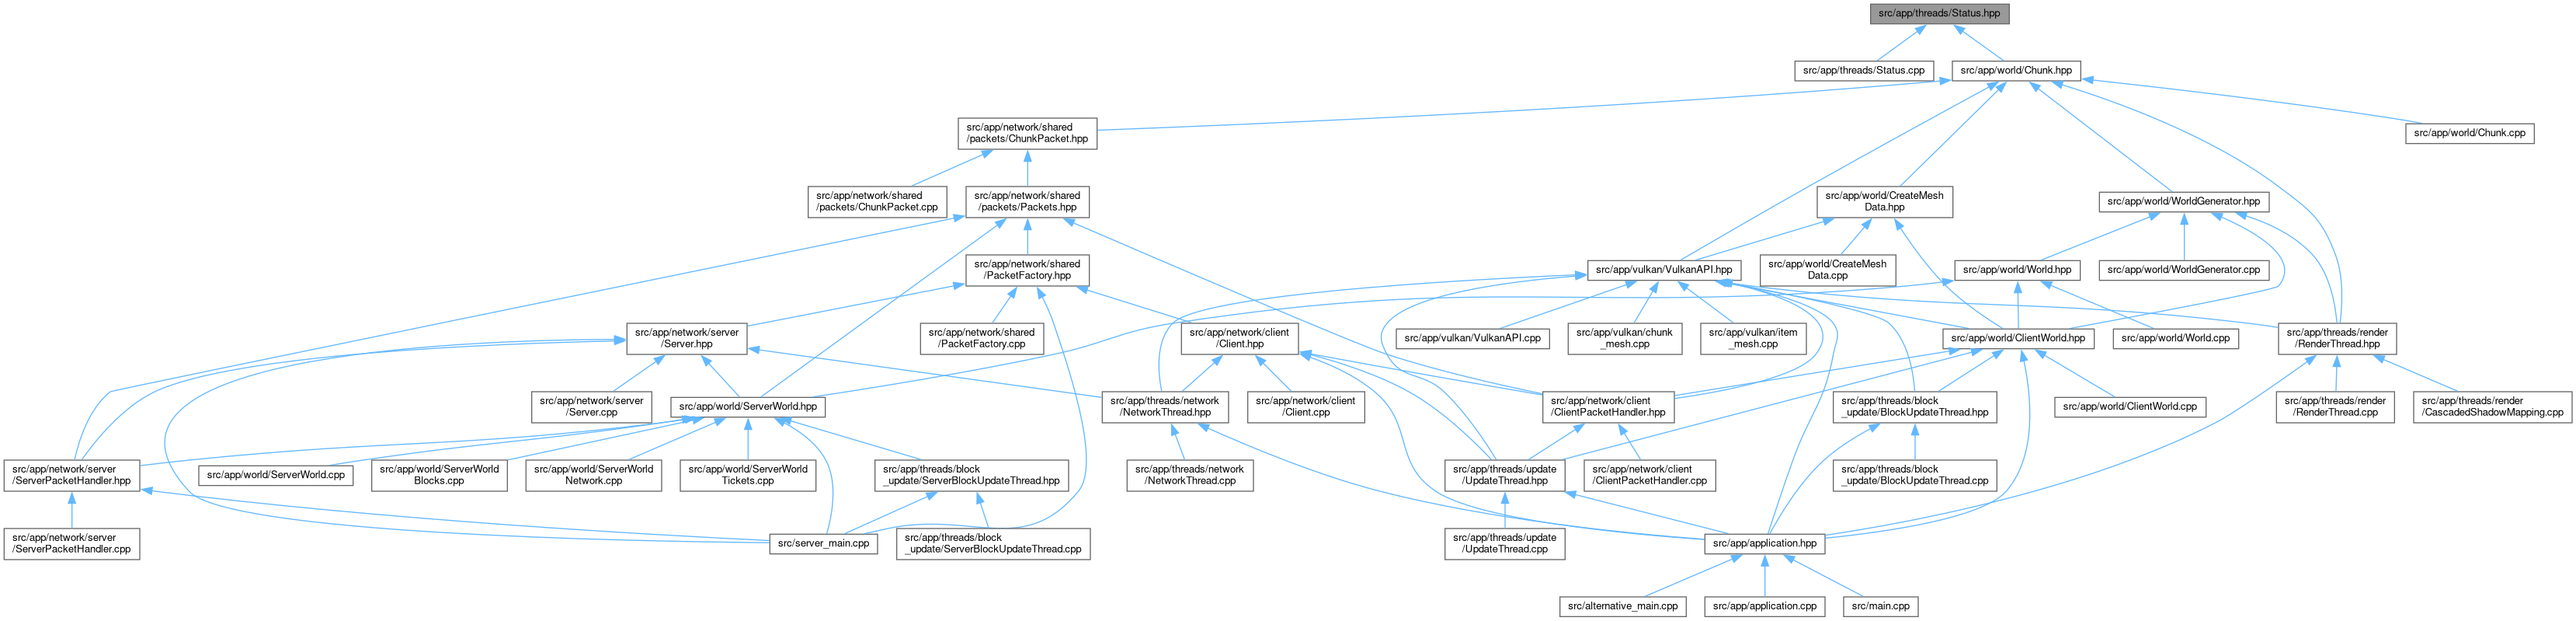 src/app/threads/Status.hpp
src/app/threads/Status.cpp
src/app/world/Chunk.hpp
src/app/network/shared
/packets/ChunkPacket.hpp
src/app/world/Chunk.cpp
src/app/network/shared
/packets/ChunkPacket.cpp
src/app/network/shared
/packets/Packets.hpp
src/app/world/CreateMesh
Data.hpp
src/app/world/WorldGenerator.hpp
src/app/network/shared
/PacketFactory.hpp
src/app/vulkan/VulkanAPI.hpp
src/app/world/CreateMesh
Data.cpp
src/app/world/World.hpp
src/app/world/WorldGenerator.cpp
src/app/network/server
/Server.hpp
src/app/network/shared
/PacketFactory.cpp
src/app/network/client
/Client.hpp
src/app/vulkan/VulkanAPI.cpp
src/app/vulkan/chunk
_mesh.cpp
src/app/vulkan/item
_mesh.cpp
src/app/world/ClientWorld.hpp
src/app/world/World.cpp
src/app/threads/render
/RenderThread.hpp
src/app/network/server
/Server.cpp
src/app/world/ServerWorld.hpp
src/app/threads/network
/NetworkThread.hpp
src/app/network/client
/Client.cpp
src/app/network/client
/ClientPacketHandler.hpp
src/app/threads/block
_update/BlockUpdateThread.hpp
src/app/world/ClientWorld.cpp
src/app/threads/render
/RenderThread.cpp
src/app/threads/render
/CascadedShadowMapping.cpp
src/app/network/server
/ServerPacketHandler.hpp
src/app/world/ServerWorld.cpp
src/app/world/ServerWorld
Blocks.cpp
src/app/world/ServerWorld
Network.cpp
src/app/world/ServerWorld
Tickets.cpp
src/app/threads/block
_update/ServerBlockUpdateThread.hpp
src/app/threads/network
/NetworkThread.cpp
src/app/threads/update
/UpdateThread.hpp
src/app/network/client
/ClientPacketHandler.cpp
src/app/threads/block
_update/BlockUpdateThread.cpp
src/app/network/server
/ServerPacketHandler.cpp
src/server_main.cpp
src/app/threads/block
_update/ServerBlockUpdateThread.cpp
src/app/threads/update
/UpdateThread.cpp
src/app/application.hpp
src/alternative_main.cpp
src/app/application.cpp
src/main.cpp